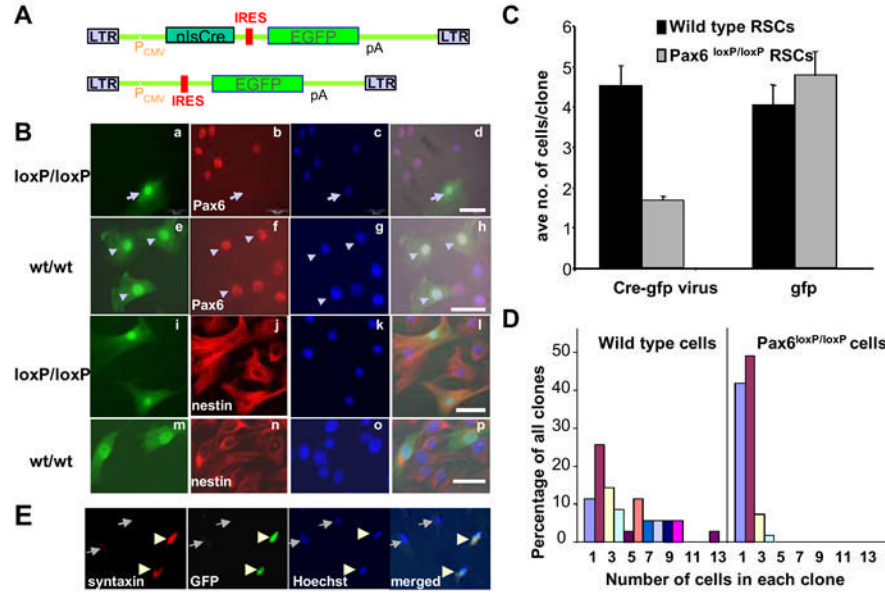 A
LTR
P CMV
nlsCre
IRES
EGFP
pA
LTR
LTR
P CMV
IRES
EGFP
pA
LTR
B
loxP/loxP
a
b
c
d
Pax6
wt/wt
e
f
g
h
Pax6
loxP/loxP
i
j
k
l
nestin
wt/wt
m
n
o
p
nestin
E
syntaxin
GFP
Hoechst
merged
C
Wild type RSCs
Pax6 loxP/loxP RSCs
ave no. of cells/clone
6
5
4
3
2
1
0
Cre-gfp virus
gfp
D
Wild type cells
Pax6loxP/loxP cells
Percentage of all clones
50
40
30
20
10
0
1 3 5 7 9 11 13 1 3 5 7 9 11 13
Number of cells in each clone